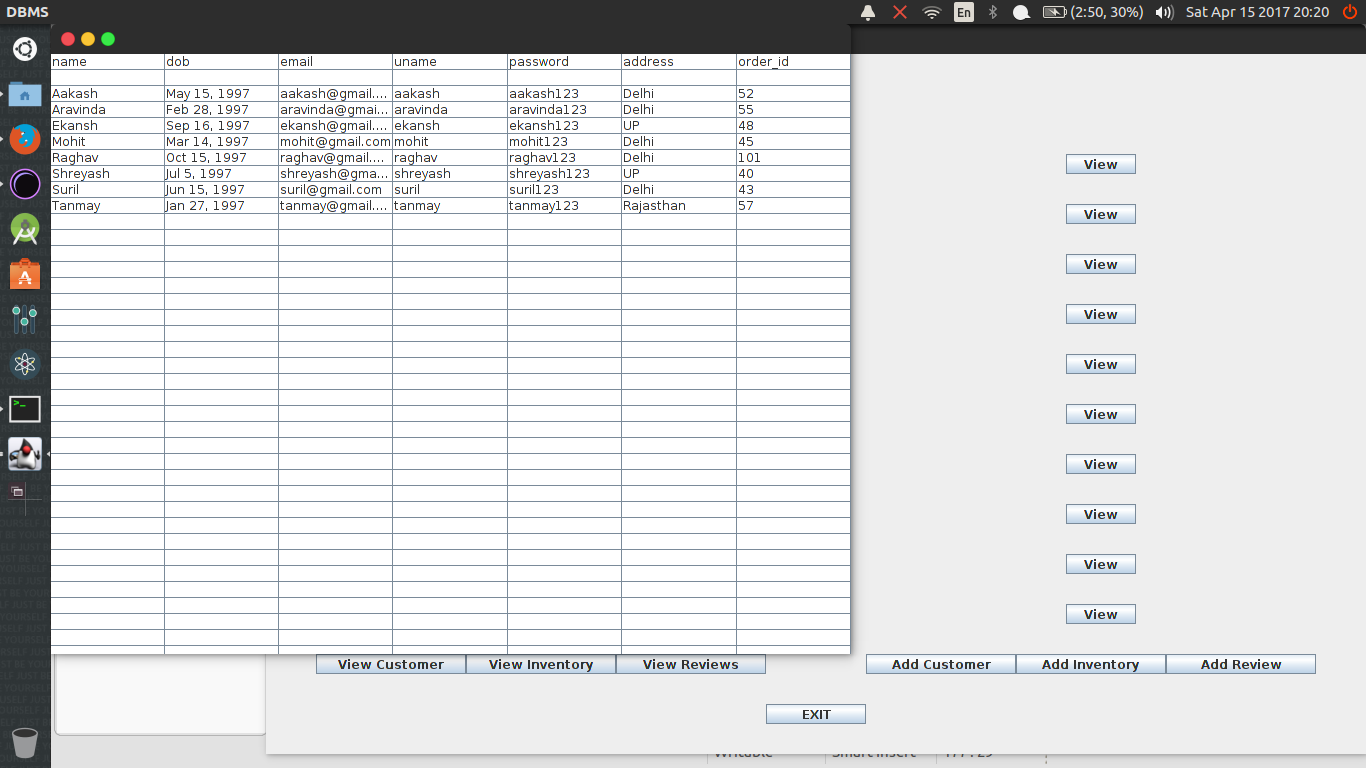 DBMS En (2:50, 30%) Sat Apr 15 2017 20:20
name dob email uname password address order_id
Aakash May 15, 1997 aakash@gmail.... aakash aakash123 Delhi 52
Aravinda Feb 28, 1997 aravinda@gmai... aravinda aravinda123 Delhi 55
Ekansh Sep 16, 1997 ekansh@gmail.... ekansh ekansh123 UP 48
Mohit Mar 14, 1997 mohit@gmail.com mohit mohit123 Delhi 45
Raghav Oct 15, 1997 raghav@gmail.... raghav raghav123 Delhi 101
Shreyash Jul 5, 1997 shreyash@gma... shreyash shreyash123 UP 40
Suril Jun 15, 1997 suril@gmail.com suril suril123 Delhi 43
Tanmay Jan 27, 1997 tanmay@gmail.... tanmay tanmay123 Rajasthan 57
View
View
View
View
View
View
View
View
View
View
View Customer View Inventory View Reviews Add Customer Add Inventory Add Review
EXIT
Writable Smart Insert 177 : 29